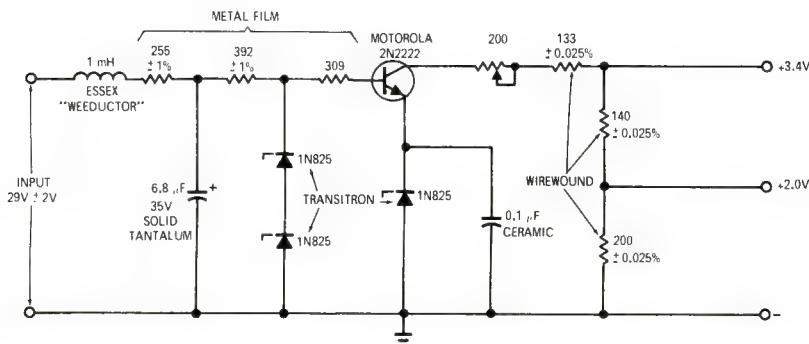 METAL FILM
MOTOROLA
2N2222
1 mH
ESSEX
"WEEDUCTOR"
255
± 1%
392
± 1%
309
200
133
± 0.025%
+3.4V
140
± 0.025%
INPUT
29V ± 2V
6.8 μF
35V
SOLID
TANTALUM
+
1N825
TRANSITRON
1N825
1N825
0.1 μF
CERAMIC
WIREWOUND
+2.0V
200
± 0.025%
-